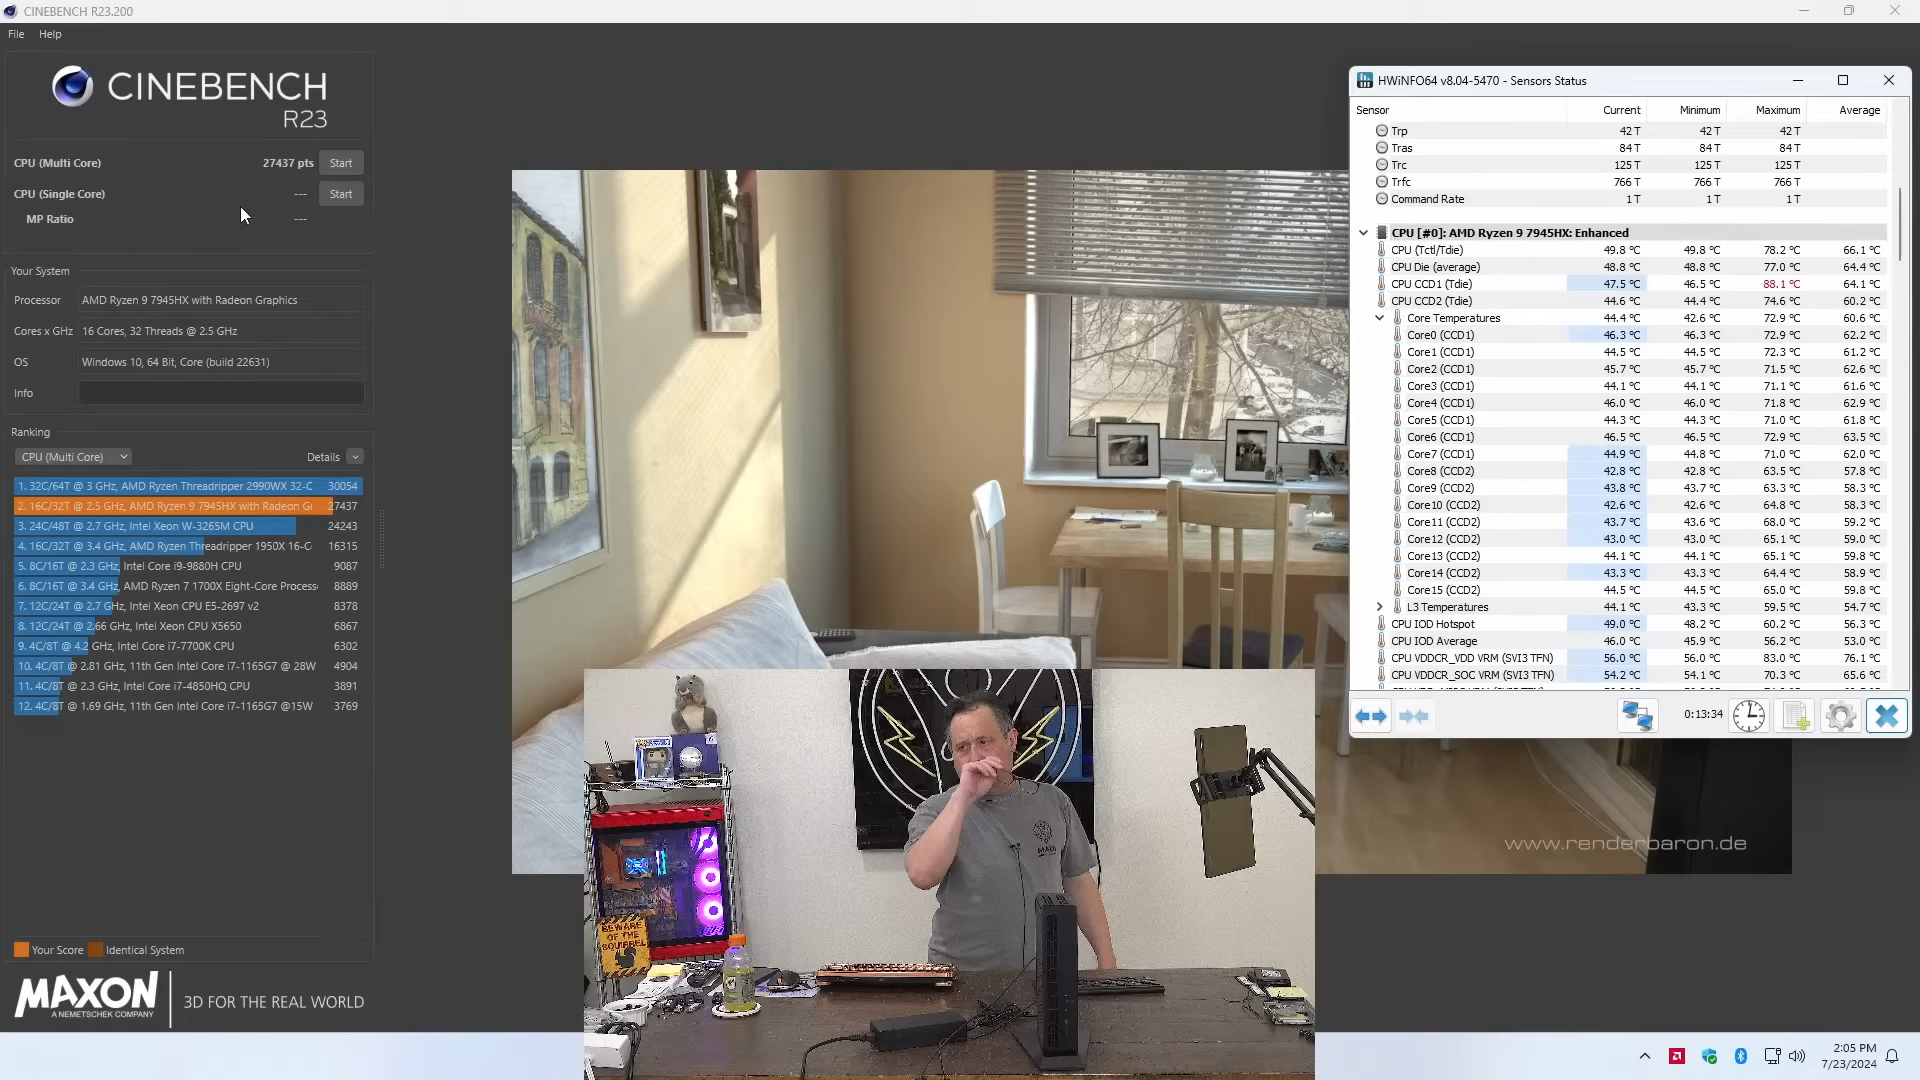 CINEBENCH R23.200
File Help
CINEBENCH
R23
CPU (Multi Core) 27437 pts Start
CPU (Single Core) --- Start
MP Ratio ---
Your System
Processor AMD Ryzen 9 7945HX with Radeon Graphics
Cores x GHz 16 Cores, 32 Threads @ 2.5 GHz
OS Windows 10, 64 Bit, Core (build 22631)
Info
Ranking
CPU (Multi Core) Details
1. 32C/64T @ 3 GHz, AMD Ryzen Threadripper 2990WX 32-C 30054
2. 16C/32T @ 2.5 GHz, AMD Ryzen 9 7945HX with Radeon G 27437
3. 24C/48T @ 2.7 GHz, Intel Xeon W-3265M CPU 24243
4. 16C/32T @ 3.4 GHz, AMD Ryzen Threadripper 1950X 16-C 16315
5. 8C/16T @ 2.3 GHz, Intel Core i9-9880H CPU 9087
6. 8C/16T @ 3.4 GHz, AMD Ryzen 7 1700X Eight-Core Process 8889
7. 12C/24T @ 2.7 GHz, Intel Xeon CPU E5-2697 v2 8378
8. 12C/24T @ 2.66 GHz, Intel Xeon CPU X5650 6867
9. 4C/8T @ 4.2 GHz, Intel Core i7-7700K CPU 6302
10. 4C/8T @ 2.81 GHz, 11th Gen Intel Core i7-1165G7 @ 28W 4904
11. 4C/8T @ 2.3 GHz, Intel Core i7-4850HQ CPU 3891
12. 4C/8T @ 1.69 GHz, 11th Gen Intel Core i7-1165G7 @15W 3769
Your Score Identical System
MAXON
A NEMETSCHEK COMPANY
3D FOR THE REAL WORLD
HWiNFO64 v8.04-5470 - Sensors Status
Sensor Current Minimum Maximum Average
Trp 42 T 42 T 42 T
Tras 84 T 84 T 84 T
Trc 125 T 125 T 125 T
Trfc 766 T 766 T 766 T
Command Rate 1 T 1 T 1 T
CPU [#0]: AMD Ryzen 9 7945HX: Enhanced
CPU (Tctl/Tdie) 49.8 °C 49.8 °C 78.2 °C 66.1 °C
CPU Die (average) 48.8 °C 48.8 °C 77.0 °C 64.4 °C
CPU CCD1 (Tdie) 47.5 °C 46.5 °C 88.1 °C 64.1 °C
CPU CCD2 (Tdie) 44.6 °C 44.4 °C 74.6 °C 60.2 °C
Core Temperatures 44.4 °C 42.6 °C 72.9 °C 60.6 °C
Core0 (CCD1) 46.3 °C 46.3 °C 72.9 °C 62.2 °C
Core1 (CCD1) 44.5 °C 44.5 °C 72.3 °C 61.2 °C
Core2 (CCD1) 45.7 °C 45.7 °C 71.5 °C 62.6 °C
Core3 (CCD1) 44.1 °C 44.1 °C 71.1 °C 61.6 °C
Core4 (CCD1) 46.0 °C 46.0 °C 71.8 °C 62.9 °C
Core5 (CCD1) 44.3 °C 44.3 °C 71.0 °C 61.8 °C
Core6 (CCD1) 46.5 °C 46.5 °C 72.9 °C 63.5 °C
Core7 (CCD1) 44.9 °C 44.8 °C 71.0 °C 62.0 °C
Core8 (CCD2) 42.8 °C 42.8 °C 63.5 °C 57.8 °C
Core9 (CCD2) 43.8 °C 43.7 °C 63.3 °C 58.3 °C
Core10 (CCD2) 42.6 °C 42.6 °C 64.8 °C 58.3 °C
Core11 (CCD2) 43.7 °C 43.6 °C 68.0 °C 59.2 °C
Core12 (CCD2) 43.0 °C 43.0 °C 65.1 °C 59.0 °C
Core13 (CCD2) 44.1 °C 44.1 °C 65.1 °C 59.8 °C
Core14 (CCD2) 43.3 °C 43.3 °C 64.4 °C 58.9 °C
Core15 (CCD2) 44.5 °C 44.5 °C 65.0 °C 59.8 °C
L3 Temperatures 44.1 °C 43.3 °C 59.5 °C 54.7 °C
CPU IOD Hotspot 49.0 °C 48.2 °C 60.2 °C 56.3 °C
CPU IOD Average 46.0 °C 45.9 °C 56.2 °C 53.0 °C
CPU VDDCR_VDD VRM (SVI3 TFN) 56.0 °C 56.0 °C 83.0 °C 76.1 °C
CPU VDDCR_SOC VRM (SVI3 TFN) 54.2 °C 54.1 °C 70.3 °C 65.6 °C
0:13:34
www.renderbaron.de
BEWARE
OF THE
SQUIRREL
2:05 PM
7/23/2024